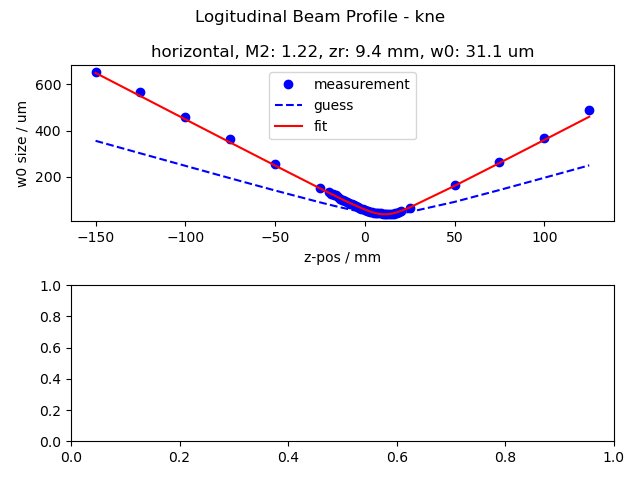 Logitudinal Beam Profile - kne
horizontal, M2: 1.22, zr: 9.4 mm, w0: 31.1 um
w0 size / um
600
400
200
measurement
guess
fit
−150 −100 −50 0 50 100
z-pos / mm
1.0
0.8
0.6
0.4
0.2
0.0
0.0 0.2 0.4 0.6 0.8 1.0